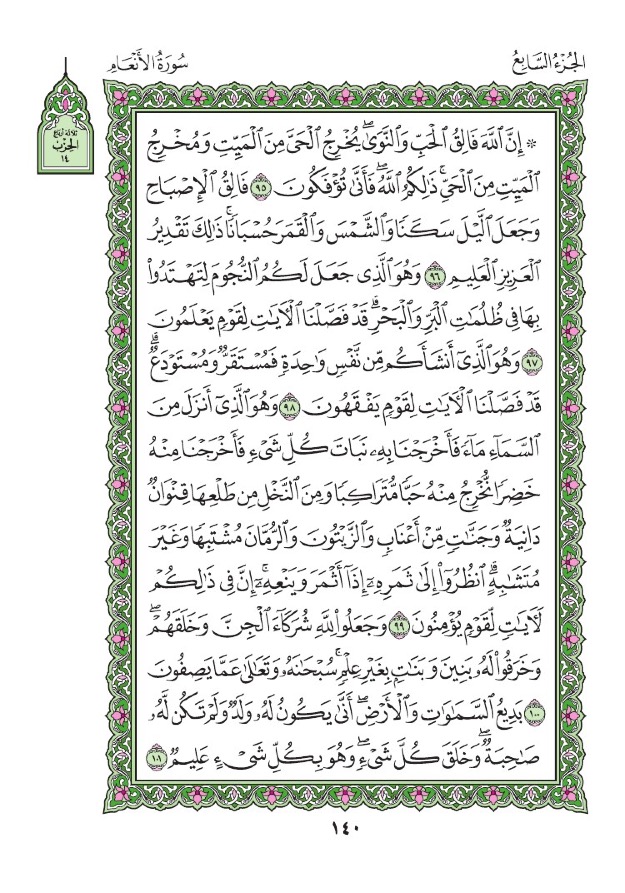 الجُزْءُ السَّابِعُ
سُورَةُ الأَنْعَامِ
ثلاثة أرباع
الحزب
١٤
۞ إِنَّ ٱللَّهَ فَالِقُ ٱلْحَبِّ وَٱلنَّوَىٰۖ يُخْرِجُ ٱلْحَىَّ مِنَ ٱلْمَيِّتِ وَمُخْرِجُ
ٱلْمَيِّتِ مِنَ ٱلْحَىِّۚ ذَٰلِكُمُ ٱللَّهُۖ فَأَنَّىٰ تُؤْفَكُونَ ٩٥ فَالِقُ ٱلْإِصْبَاحِ
وَجَعَلَ ٱلَّيْلَ سَكَنًا وَٱلشَّمْسَ وَٱلْقَمَرَ حُسْبَانًاۚ ذَٰلِكَ تَقْدِيرُ
ٱلْعَزِيزِ ٱلْعَلِيمِ ٩٦ وَهُوَ ٱلَّذِى جَعَلَ لَكُمُ ٱلنُّجُومَ لِتَهْتَدُوا۟
بِهَا فِى ظُلُمَٰتِ ٱلْبَرِّ وَٱلْبَحْرِۗ قَدْ فَصَّلْنَا ٱلْـَٔايَٰتِ لِقَوْمٍ يَعْلَمُونَ
٩٧ وَهُوَ ٱلَّذِىٓ أَنشَأَكُم مِّن نَّفْسٍ وَٰحِدَةٍ فَمُسْتَقَرٌّ وَمُسْتَوْدَعٌۗ
قَدْ فَصَّلْنَا ٱلْـَٔايَٰتِ لِقَوْمٍ يَفْقَهُونَ ٩٨ وَهُوَ ٱلَّذِىٓ أَنزَلَ مِنَ
ٱلسَّمَآءِ مَآءً فَأَخْرَجْنَا بِهِۦ نَبَاتَ كُلِّ شَىْءٍ فَأَخْرَجْنَا مِنْهُ
خَضِرًا نُّخْرِجُ مِنْهُ حَبًّا مُّتَرَاكِبًا وَمِنَ ٱلنَّخْلِ مِن طَلْعِهَا قِنْوَانٌ
دَانِيَةٌ وَجَنَّٰتٍ مِّنْ أَعْنَابٍ وَٱلزَّيْتُونَ وَٱلرُّمَّانَ مُشْتَبِهًا وَغَيْرَ
مُتَشَٰبِهٍۗ ٱنظُرُوٓا۟ إِلَىٰ ثَمَرِهِۦٓ إِذَآ أَثْمَرَ وَيَنْعِهِۦٓۚ إِنَّ فِى ذَٰلِكُمْ
لَـَٔايَٰتٍ لِّقَوْمٍ يُؤْمِنُونَ ٩٩ وَجَعَلُوا۟ لِلَّهِ شُرَكَآءَ ٱلْجِنَّ وَخَلَقَهُمْۖ
وَخَرَقُوا۟ لَهُۥ بَنِينَ وَبَنَٰتٍۭ بِغَيْرِ عِلْمٍۚ سُبْحَٰنَهُۥ وَتَعَٰلَىٰ عَمَّا يَصِفُونَ
١٠٠ بَدِيعُ ٱلسَّمَٰوَٰتِ وَٱلْأَرْضِۖ أَنَّىٰ يَكُونُ لَهُۥ وَلَدٌ وَلَمْ تَكُن لَّهُۥ
صَٰحِبَةٌۖ وَخَلَقَ كُلَّ شَىْءٍۖ وَهُوَ بِكُلِّ شَىْءٍ عَلِيمٌ ١٠١
١٤٠